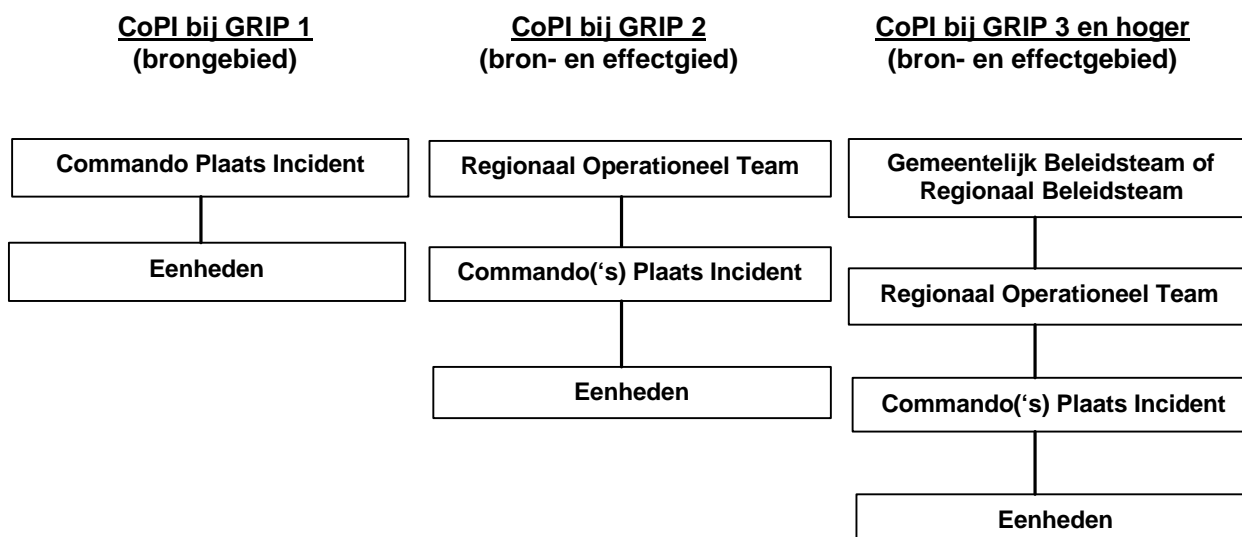 CoPI bij GRIP 1
(brongebied)
Commando Plaats Incident
Eenheden
CoPI bij GRIP 2
(bron- en effectgied)
Regionaal Operationeel Team
Commando(‘s) Plaats Incident
Eenheden
CoPI bij GRIP 3 en hoger
(bron- en effectgebied)
Gemeentelijk Beleidsteam of
Regionaal Beleidsteam
Regionaal Operationeel Team
Commando(‘s) Plaats Incident
Eenheden